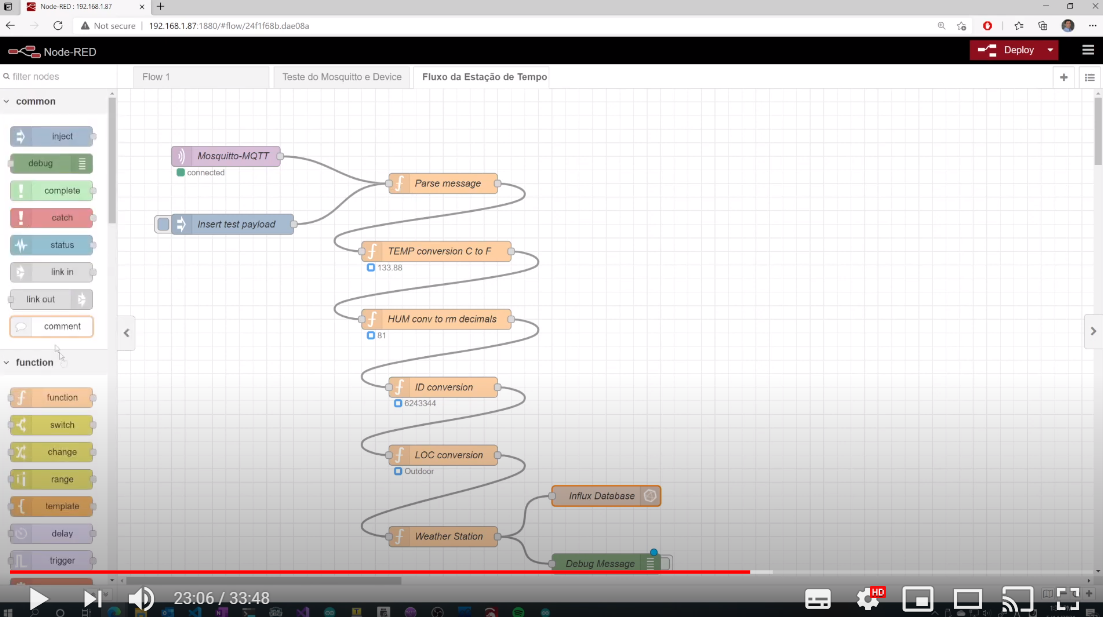 Node-RED : 192.168.1.87
Not secure
192.168.1.87:1880/#flow/24f1f68b.dae08a
Node-RED
Deploy
filter nodes
Flow 1
Teste do Mosquitto e Device
Fluxo da Estação de Tempo
common
inject
debug
complete
catch
status
link in
link out
comment
function
function
switch
change
range
template
delay
trigger
Mosquitto-MQTT
connected
Insert test payload
Parse message
TEMP conversion C to F
133.88
HUM conv to rm decimals
81
ID conversion
6243344
LOC conversion
Outdoor
Weather Station
Influx Database
Debug Message
23:06 / 33:48
HD